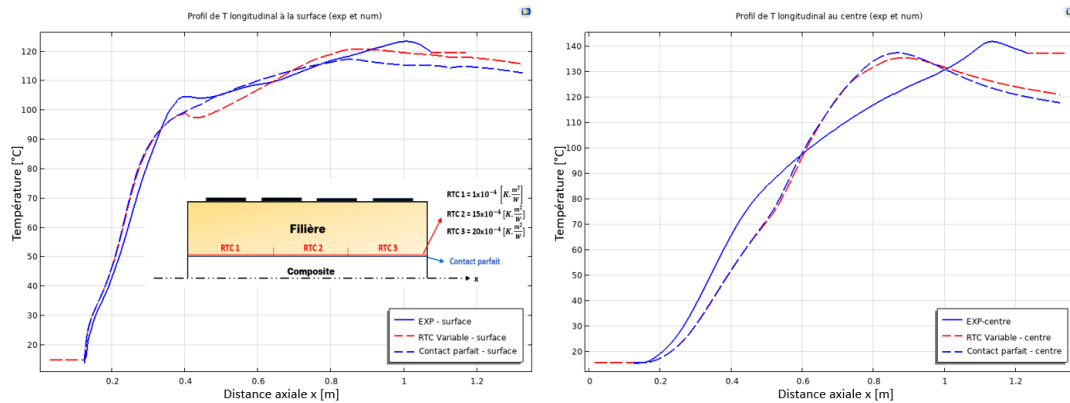 Profil de T longitudinal à la surface (exp et num)
Température [°C]
120
110
100
90
80
70
60
50
40
30
20
0.2
0.4
0.6
0.8
1
1.2
Distance axiale x [m]
Filière
RTC 1
RTC 2
RTC 3
Composite
x
RTC 1 = 1x10⁻⁴ [K.m²/W]
RTC 2 = 15x10⁻⁴ [K.m²/W]
RTC 3 = 20x10⁻⁴ [K.m²/W]
Contact parfait
EXP - surface
RTC Variable - surface
Contact parfait - surface
Profil de T longitudinal au centre (exp et num)
Température [°C]
140
130
120
110
100
90
80
70
60
50
40
30
20
0
0.2
0.4
0.6
0.8
1
1.2
Distance axiale x [m]
EXP-centre
RTC Variable - centre
Contact parfait - centre